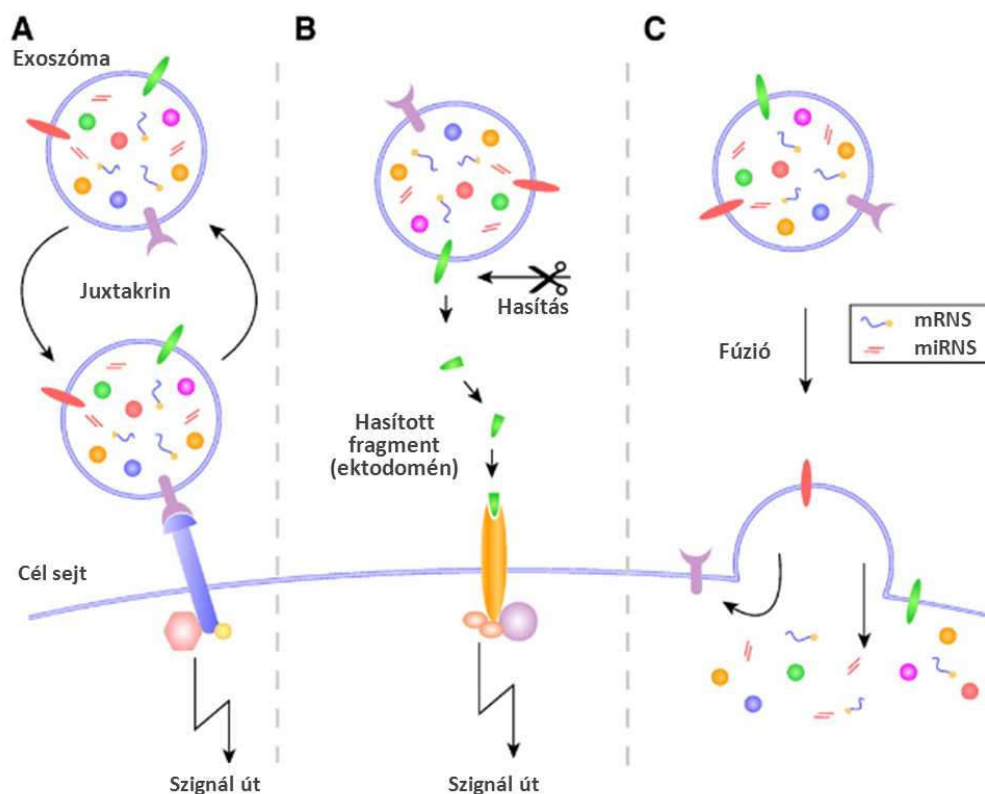 A
Exoszóma
Juxtakrin
Cél sejt
Szignál út
B
Hasítás
Hasított
fragment
(ektodomén)
Szignál út
C
mRNS
miRNS
Fúzió